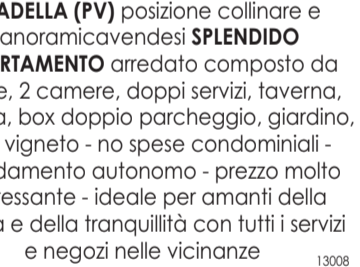 ADELLA (PV) posizione collinare e
anoramicavendesi SPLENDIDO
RTAMENTO arredato composto da
e, 2 camere, doppi servizi, taverna,
a, box doppio parcheggio, giardino,
vigneto - no spese condominiali -
damento autonomo - prezzo molto
ressante - ideale per amanti della
a e della tranquillità con tutti i servizi
e negozi nelle vicinanze
13008